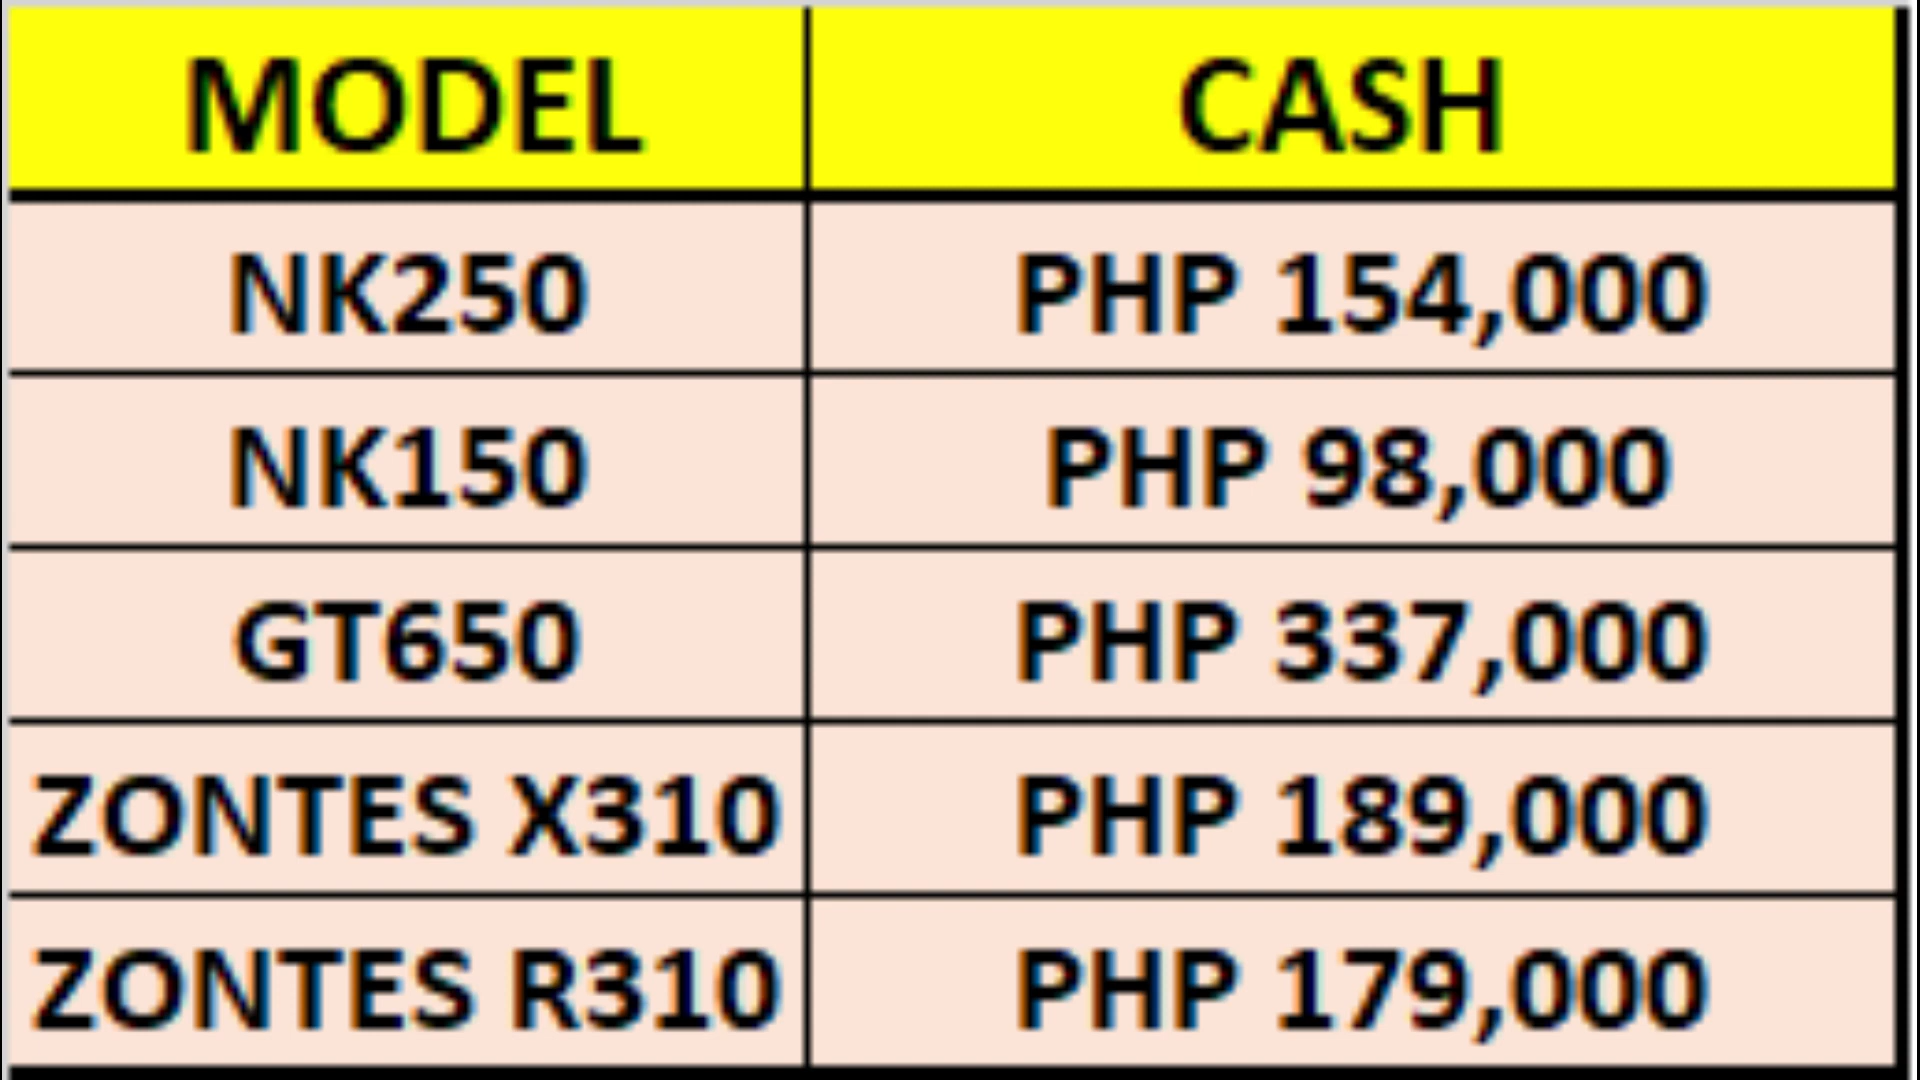 MODEL CASH
NK250 PHP 154,000
NK150 PHP 98,000
GT650 PHP 337,000
ZONTES X310 PHP 189,000
ZONTES R310 PHP 179,000